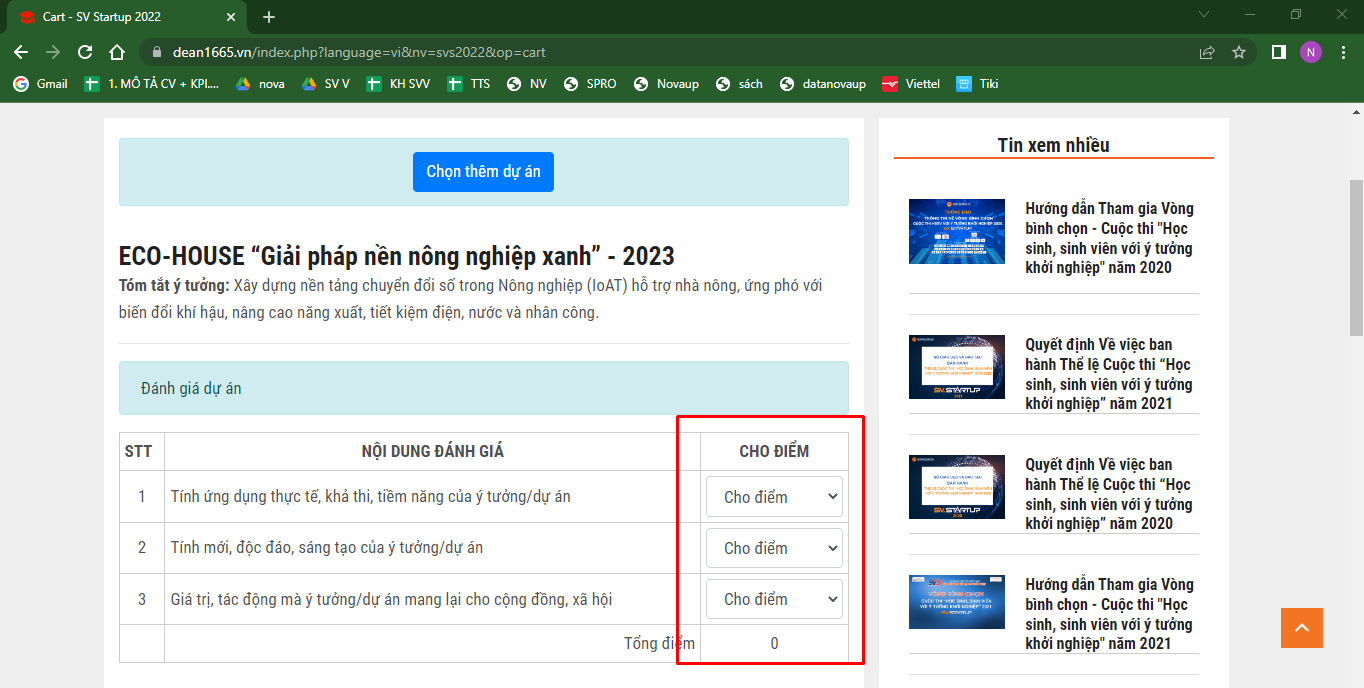 Cart - SV Startup 2022
dean1665.vn/index.php?language=vi&nv=svs2022&op=cart
N
Gmail
1. MÔ TẢ CV + KPI....
nova
SV V
KH SVV
TTS
NV
SPRO
Novaup
sách
datanovaup
Viettel
Tiki
Chọn thêm dự án
ECO-HOUSE “Giải pháp nền nông nghiệp xanh” - 2023
Tóm tắt ý tưởng: Xây dựng nền tảng chuyển đổi số trong Nông nghiệp (IoAT) hỗ trợ nhà nông, ứng phó với
biến đổi khí hậu, nâng cao năng xuất, tiết kiệm điện, nước và nhân công.
Đánh giá dự án
STT NỘI DUNG ĐÁNH GIÁ CHO ĐIỂM
1 Tính ứng dụng thực tế, khả thi, tiềm năng của ý tưởng/dự án Cho điểm
2 Tính mới, độc đáo, sáng tạo của ý tưởng/dự án Cho điểm
3 Giá trị, tác động mà ý tưởng/dự án mang lại cho cộng đồng, xã hội Cho điểm
Tổng điểm 0
Tin xem nhiều
Hướng dẫn Tham gia Vòng
bình chọn - Cuộc thi "Học
sinh, sinh viên với ý tưởng
khởi nghiệp" năm 2020
Quyết định Về việc ban
hành Thể lệ Cuộc thi “Học
sinh, sinh viên với ý tưởng
khởi nghiệp” năm 2021
SV.STARTUP
2021
Quyết định Về việc ban
hành Thể lệ Cuộc thi “Học
sinh, sinh viên với ý tưởng
khởi nghiệp” năm 2020
SV.STARTUP
2020
Hướng dẫn Tham gia Vòng
bình chọn - Cuộc thi "Học
sinh, sinh viên với ý tưởng
khởi nghiệp" năm 2021
VÒNG BÌNH CHỌN